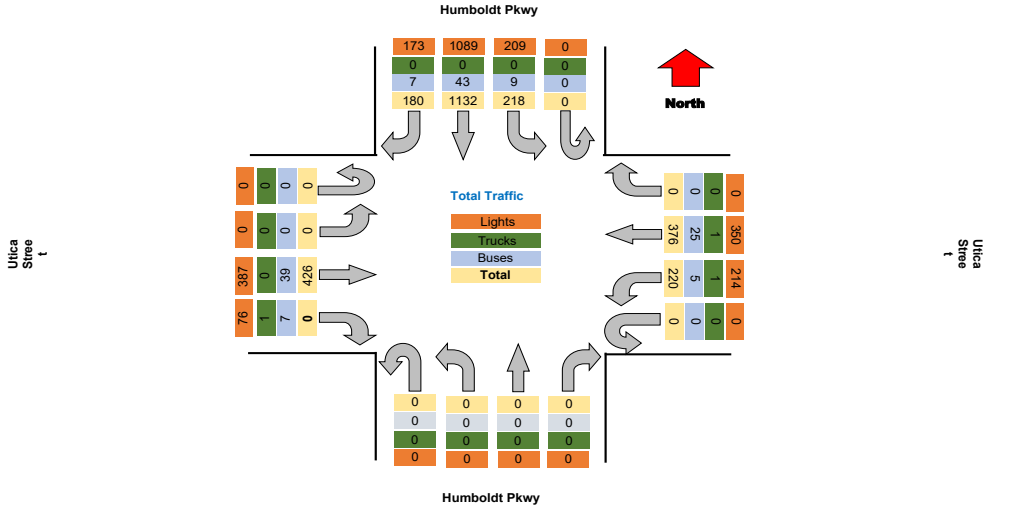 Humboldt Pkwy
173 1089 209 0
0 0 0 0
7 43 9 0
180 1132 218 0
North
0 0 0 0
0 0 0 0
387 0 39 426
76 1 7 0
Utica
Stree
t
Total Traffic
Lights
Trucks
Buses
Total
0 0 0 0
376 25 1 350
220 5 1 214
0 0 0 0
Utica
Stree
t
0 0 0 0
0 0 0 0
0 0 0 0
0 0 0 0
Humboldt Pkwy